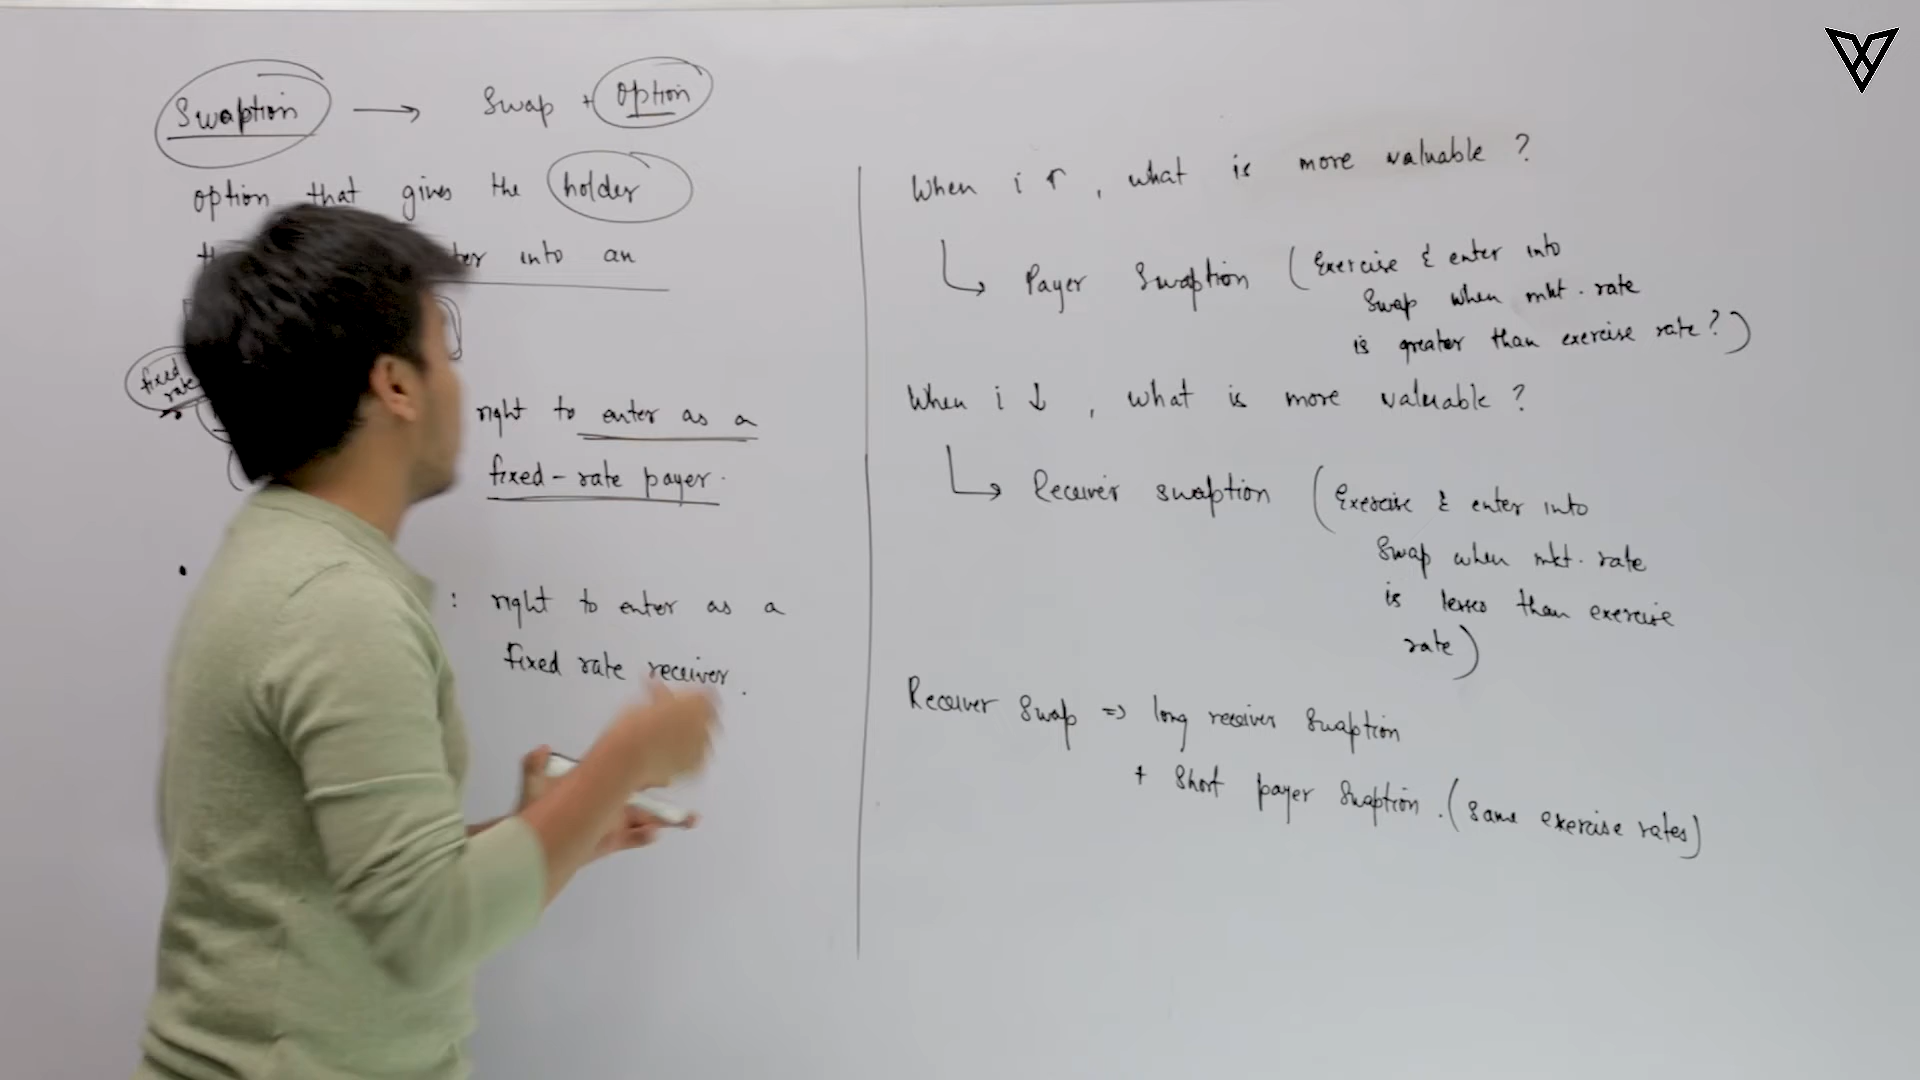 Swaption → Swap + Option
option that gives the holder
into an
fixed rate
right to enter as a
fixed-rate payer.
: right to enter as a
fixed rate receiver.
When i ↑, what is more valuable ?
↳ Payer Swaption (Exercise & enter into
Swap when mkt. rate
is greater than exercise rate?)
When i ↓, what is more valuable ?
↳ Receiver swaption (Exercise & enter into
Swap when mkt. rate
is than exercise
rate)
Receiver Swap => long receiver Swaption
+ Short payer Swaption. (Same exercise rates)